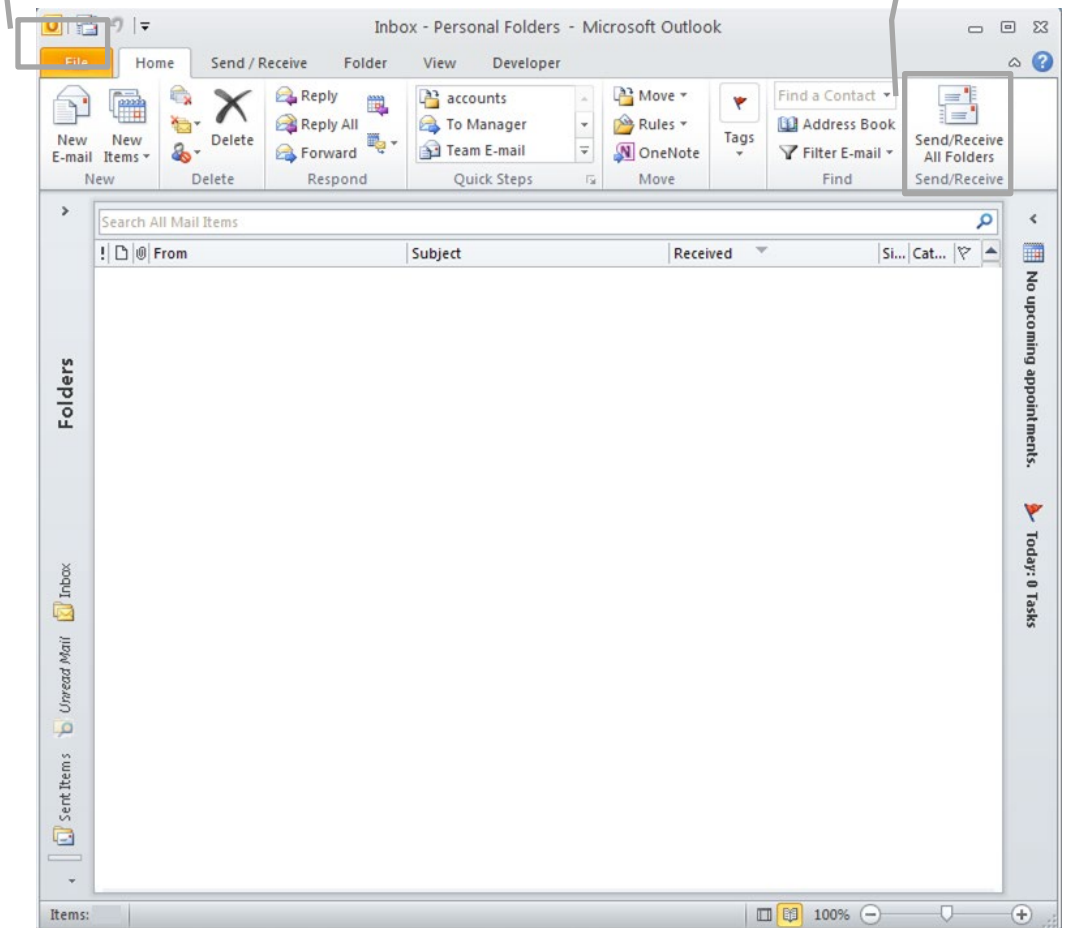 Inbox - Personal Folders - Microsoft Outlook
File Home Send / Receive Folder View Developer
New E-mail
New Items
Delete
Reply
Reply All
Forward
accounts
To Manager
Team E-mail
Move
Rules
OneNote
Tags
Find a Contact
Address Book
Filter E-mail
Send/Receive
All Folders
New Delete Respond Quick Steps Move Find Send/Receive
Search All Mail Items
! From Subject Received Si... Cat...
Folders
Inbox
Unread Mail
Sent Items
No upcoming appointments.
Today: 0 Tasks
Items:
100%